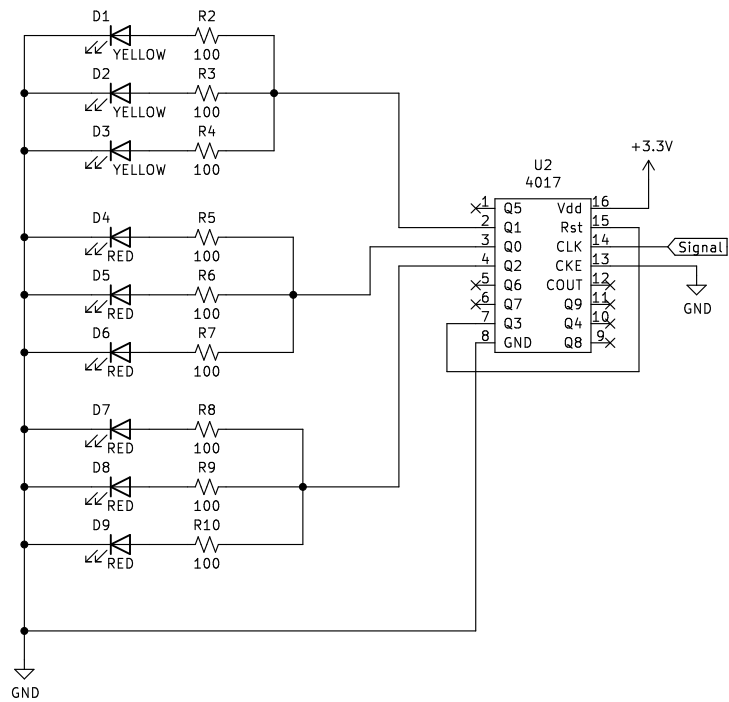 D1 R2
YELLOW 100
D2 R3
YELLOW 100
D3 R4
YELLOW 100
D4 R5
RED 100
D5 R6
RED 100
D6 R7
RED 100
D7 R8
RED 100
D8 R9
RED 100
D9 R10
RED 100
GND
+3.3V
U2
4017
1 Q5 Vdd 16
2 Q1 Rst 15
3 Q0 CLK 14 Signal
4 Q2 CKE 13
5 Q6 COUT 12
6 Q7 Q9 11
7 Q3 Q4 10
8 GND Q8 9
GND